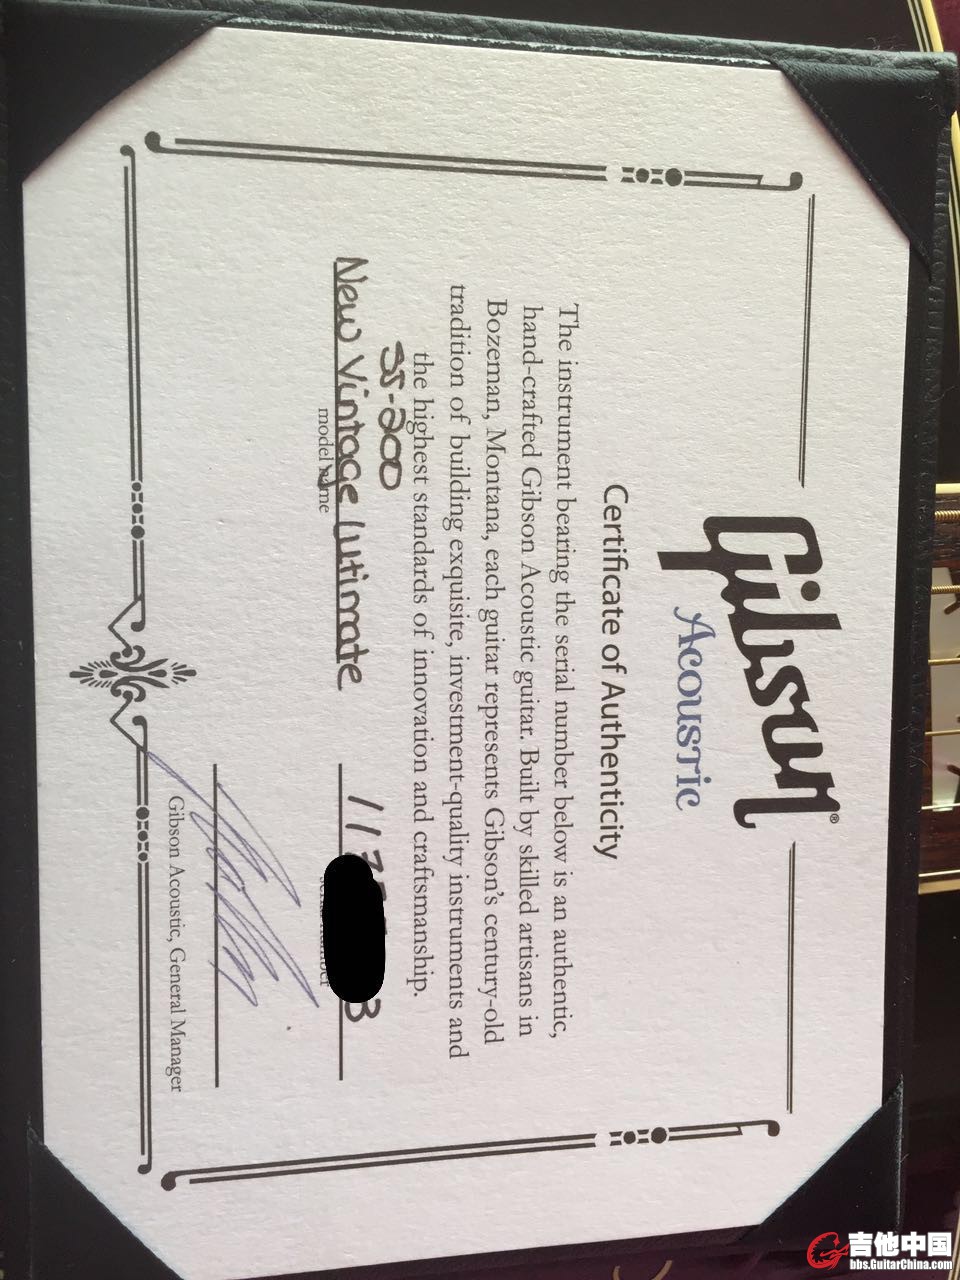 Gibson®
Acoustic
Certificate of Authenticity
The instrument bearing the serial number below is an authentic,
hand-crafted Gibson Acoustic guitar. Built by skilled artisans in
Bozeman, Montana, each guitar represents Gibson's century-old
tradition of building exquisite, investment-quality instruments and
the highest standards of innovation and craftsmanship.
JS-200
New Vintage Ultimate
model name
Gibson Acoustic, General Manager
吉他中国
bbs.GuitarChina.com